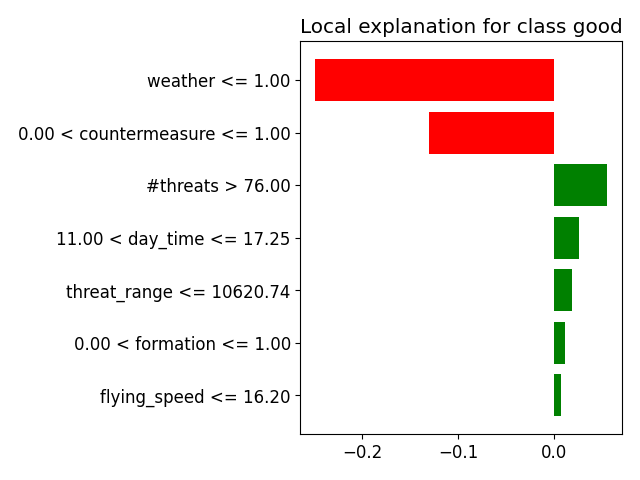 Local explanation for class good
weather <= 1.00
0.00 < countermeasure <= 1.00
#threats > 76.00
11.00 < day_time <= 17.25
threat_range <= 10620.74
0.00 < formation <= 1.00
flying_speed <= 16.20
−0.2 −0.1 0.0